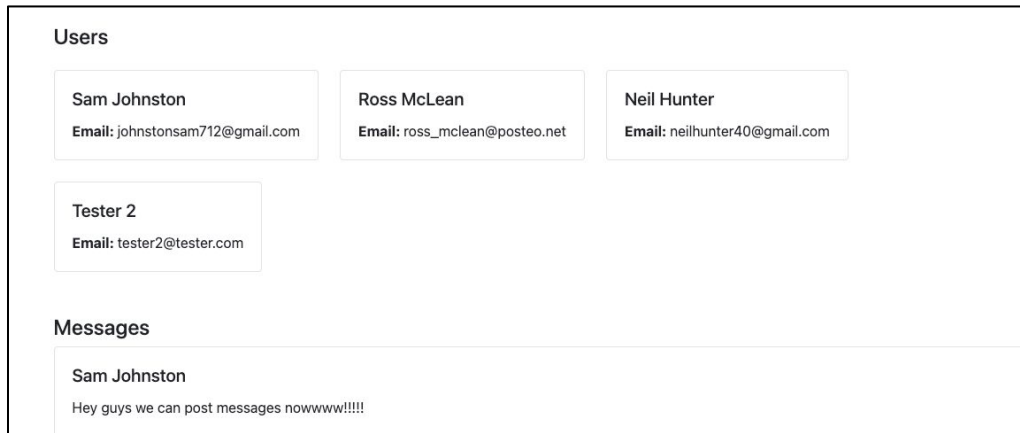 Users
Sam Johnston
Email: johnstonsam712@gmail.com
Ross McLean
Email: ross_mclean@posteo.net
Neil Hunter
Email: neilhunter40@gmail.com
Tester 2
Email: tester2@tester.com
Messages
Sam Johnston
Hey guys we can post messages nowwww!!!!!